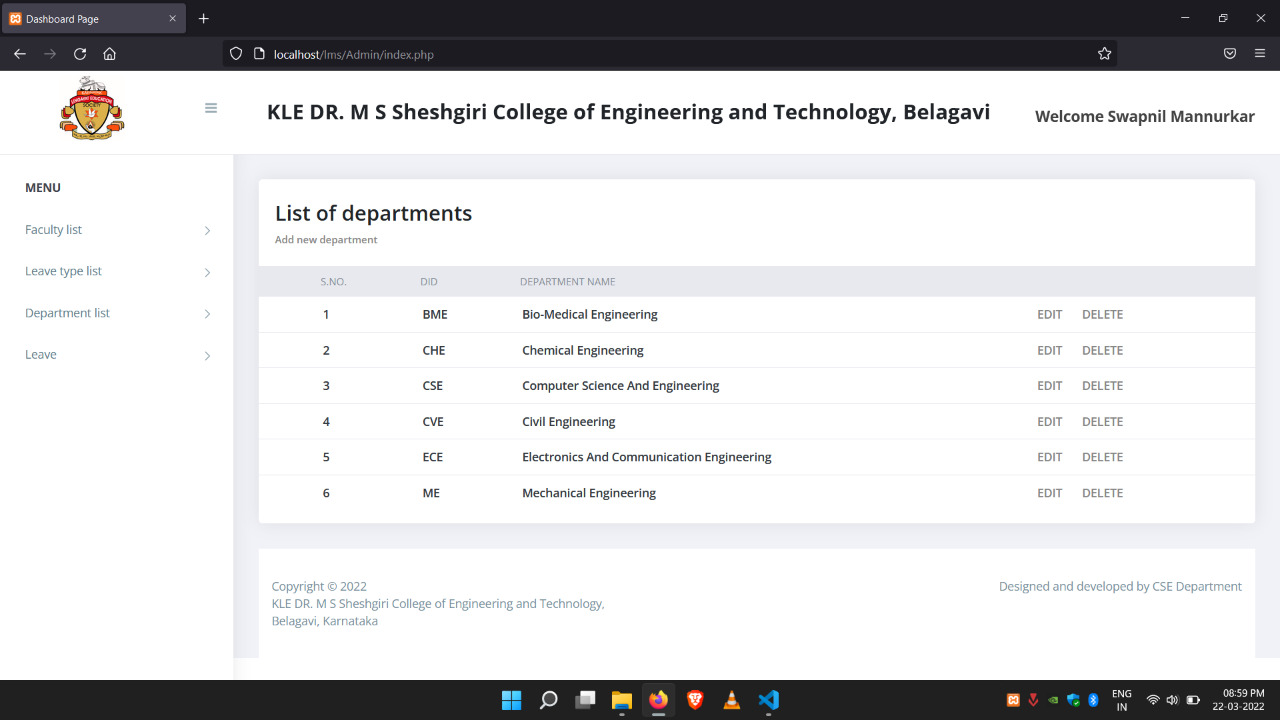 Dashboard Page
localhost/lms/Admin/index.php
KLE DR. M S Sheshgiri College of Engineering and Technology, Belagavi
Welcome Swapnil Mannurkar
MENU
Faculty list
Leave type list
Department list
Leave
List of departments
Add new department
S.NO. DID DEPARTMENT NAME
1 BME Bio-Medical Engineering EDIT DELETE
2 CHE Chemical Engineering EDIT DELETE
3 CSE Computer Science And Engineering EDIT DELETE
4 CVE Civil Engineering EDIT DELETE
5 ECE Electronics And Communication Engineering EDIT DELETE
6 ME Mechanical Engineering EDIT DELETE
Copyright © 2022
KLE DR. M S Sheshgiri College of Engineering and Technology,
Belagavi, Karnataka
Designed and developed by CSE Department
ENG
IN
08:59 PM
22-03-2022